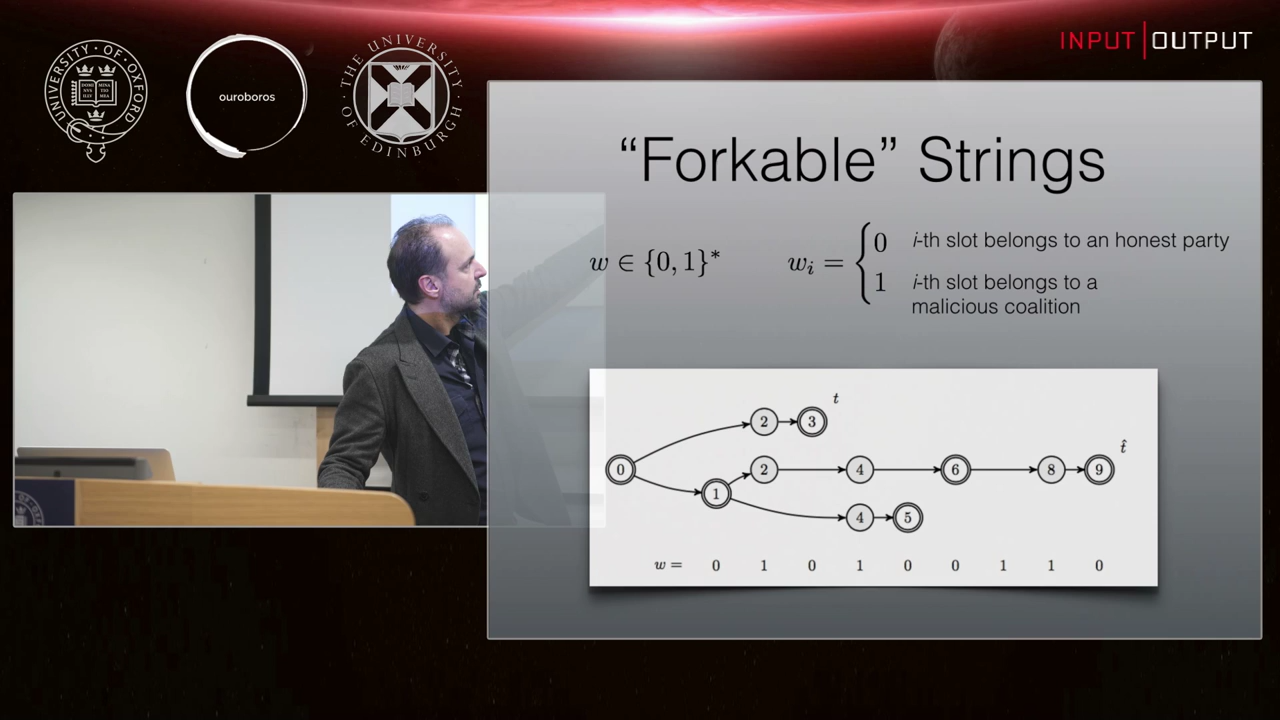 INPUT|OUTPUT
UNIVERSITY · OF · OXFORD
ouroboros
· THE UNIVERSITY · OF EDINBURGH
“Forkable” Strings
w ∈ {0, 1}*
w_i = { 0 i-th slot belongs to an honest party
1 i-th slot belongs to a
malicious coalition
t
2 3
t̂
0 2 4 6 8 9
1
4 5
w = 0 1 0 1 0 0 1 1 0